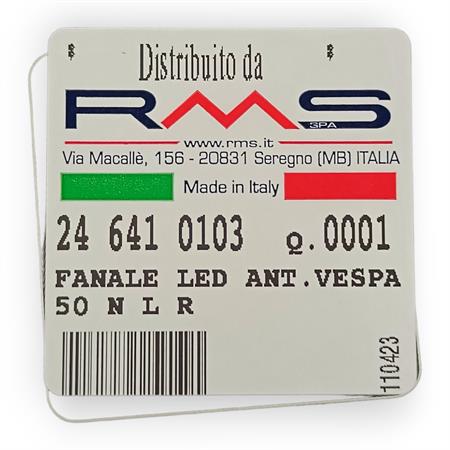 Distribuito da
RMS
SPA
www.rms.it
Via Macallè, 156 - 20831 Seregno (MB) ITALIA
Made in Italy
24 641 0103 Q.0001
FANALE LED ANT.VESPA
50 N L R
110423